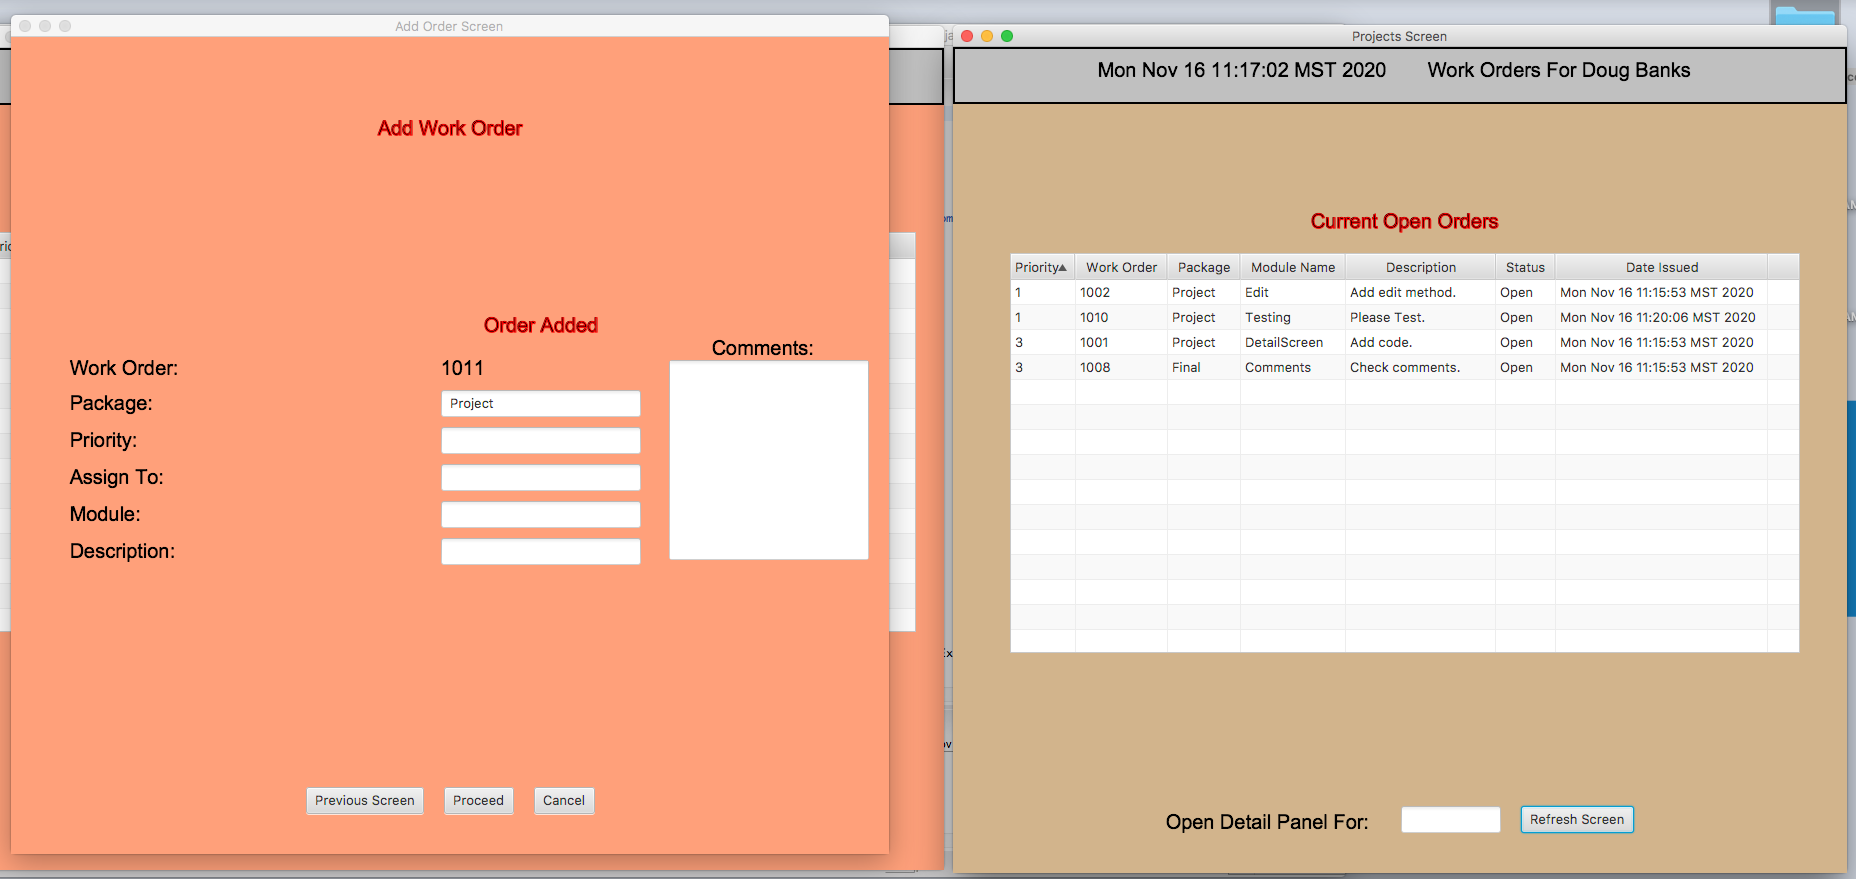 Add Order Screen
Add Work Order
Order Added
Comments:
Work Order: 1011
Package: Project
Priority:
Assign To:
Module:
Description:
Previous Screen Proceed Cancel
Projects Screen
Mon Nov 16 11:17:02 MST 2020 Work Orders For Doug Banks
Current Open Orders
Priority▲ Work Order Package Module Name Description Status Date Issued
1 1002 Project Edit Add edit method. Open Mon Nov 16 11:15:53 MST 2020
1 1010 Project Testing Please Test. Open Mon Nov 16 11:20:06 MST 2020
3 1001 Project DetailScreen Add code. Open Mon Nov 16 11:15:53 MST 2020
3 1008 Final Comments Check comments. Open Mon Nov 16 11:15:53 MST 2020
Open Detail Panel For: Refresh Screen